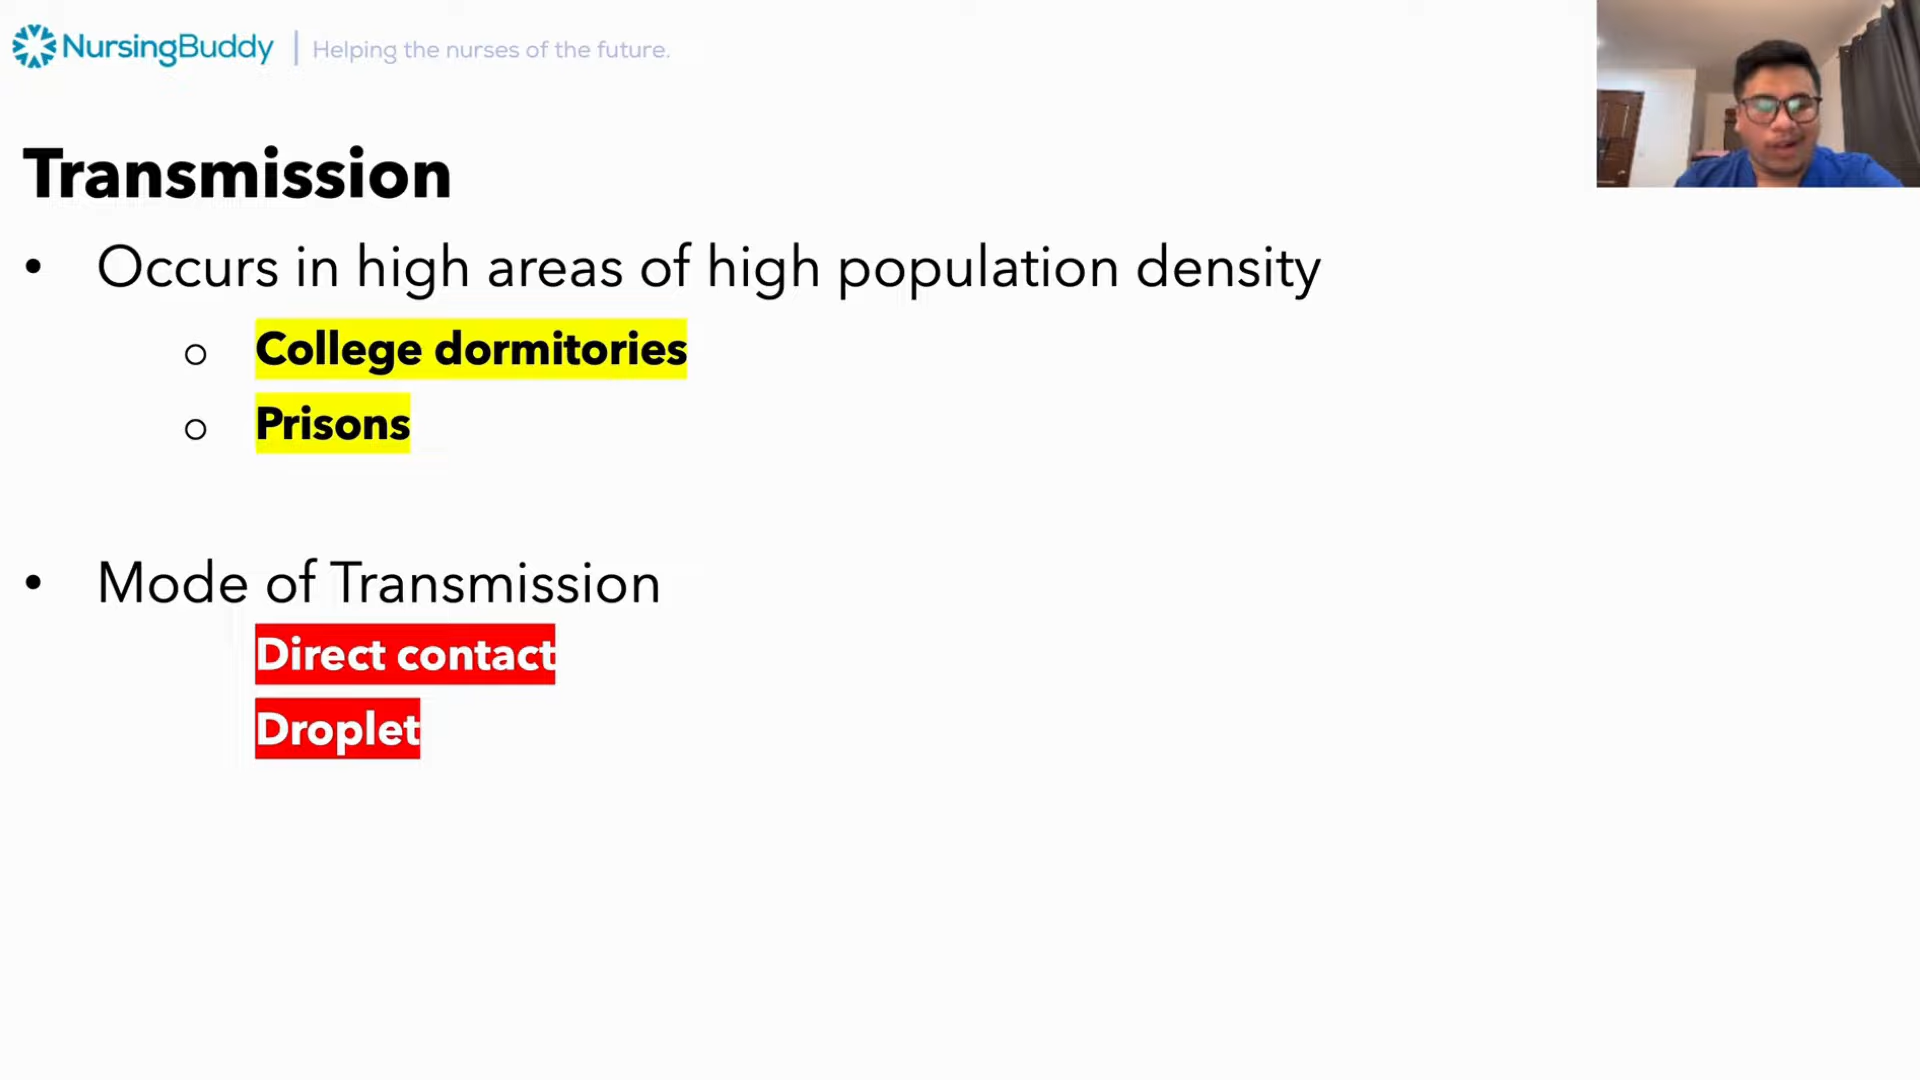 NursingBuddy | Helping the nurses of the future.
Transmission
• Occurs in high areas of high population density
○ College dormitories
○ Prisons
• Mode of Transmission
Direct contact
Droplet